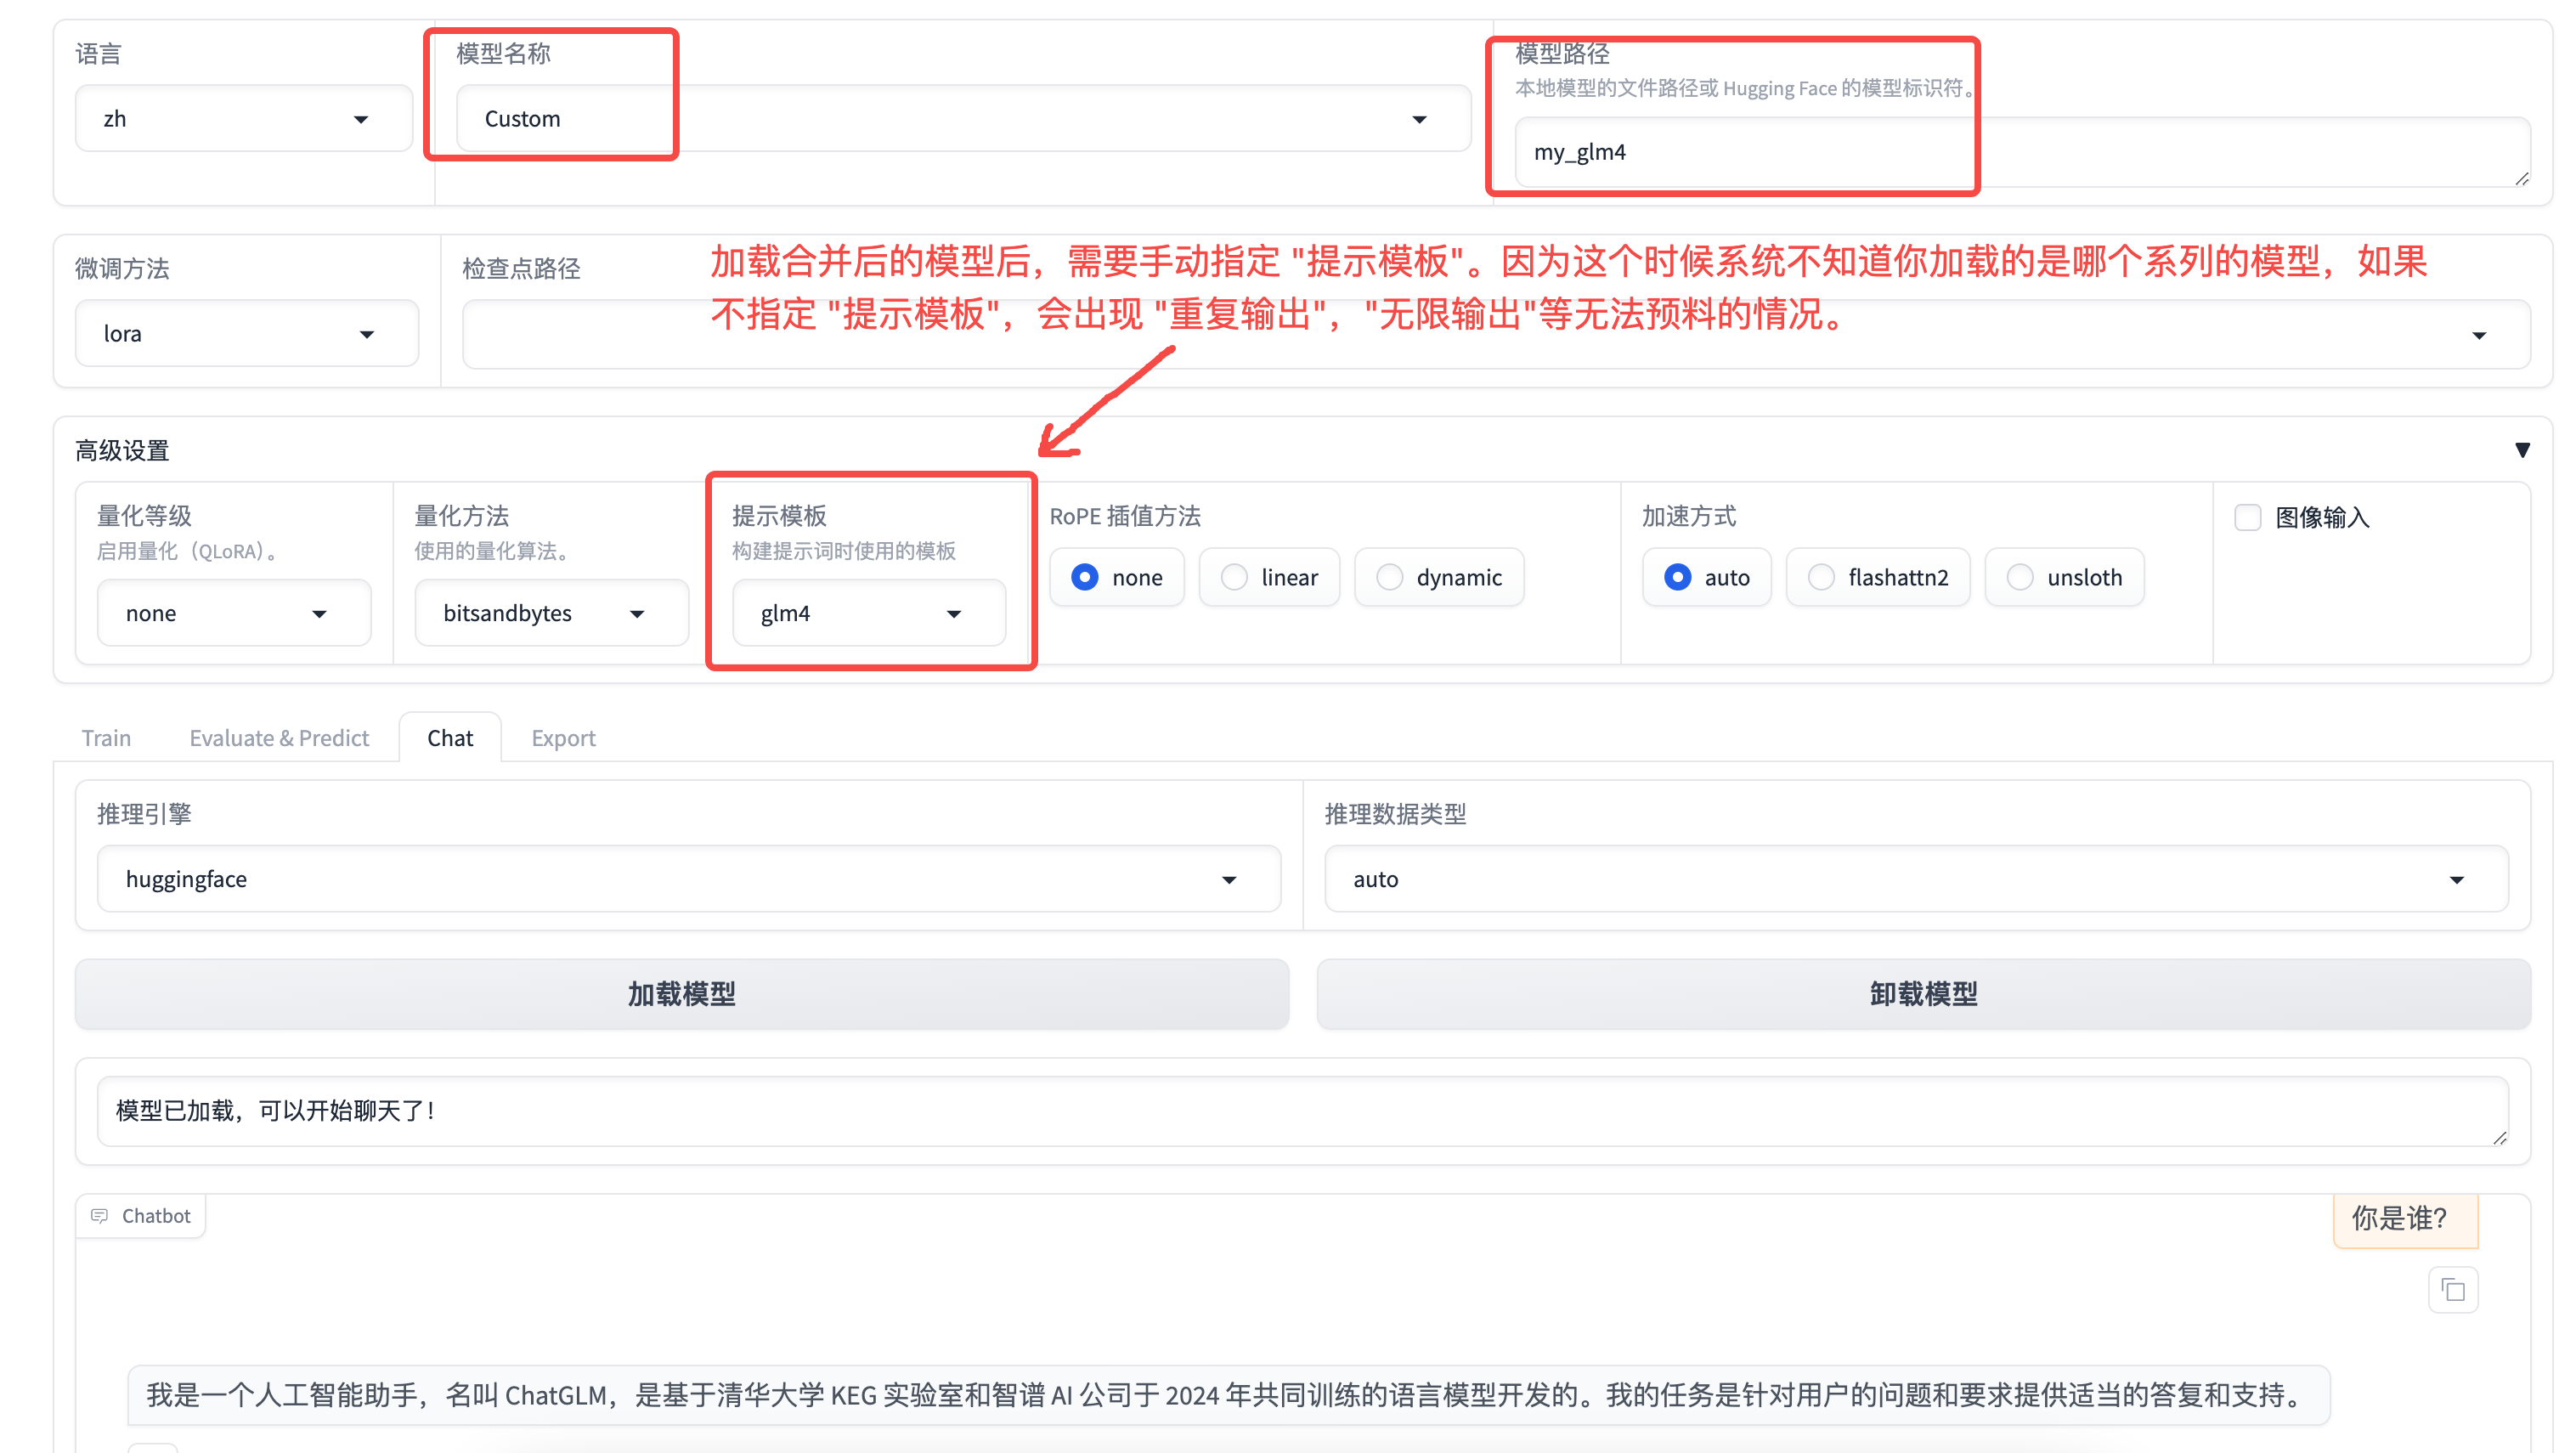 语言
zh
模型名称
Custom
模型路径
本地模型的文件路径或 Hugging Face 的模型标识符。
my_glm4
微调方法
lora
检查点路径
加载合并后的模型后，需要手动指定 "提示模板"。因为这个时候系统不知道你加载的是哪个系列的模型，如果
不指定 "提示模板"，会出现 "重复输出"，"无限输出"等无法预料的情况。
高级设置
量化等级
启用量化（QLoRA）。
none
量化方法
使用的量化算法。
bitsandbytes
提示模板
构建提示词时使用的模板
glm4
RoPE 插值方法
none linear dynamic
加速方式
auto flashattn2 unsloth
图像输入
Train Evaluate & Predict Chat Export
推理引擎
huggingface
推理数据类型
auto
加载模型
卸载模型
模型已加载，可以开始聊天了！
Chatbot
你是谁?
我是一个人工智能助手，名叫 ChatGLM，是基于清华大学 KEG 实验室和智谱 AI 公司于 2024 年共同训练的语言模型开发的。我的任务是针对用户的问题和要求提供适当的答复和支持。